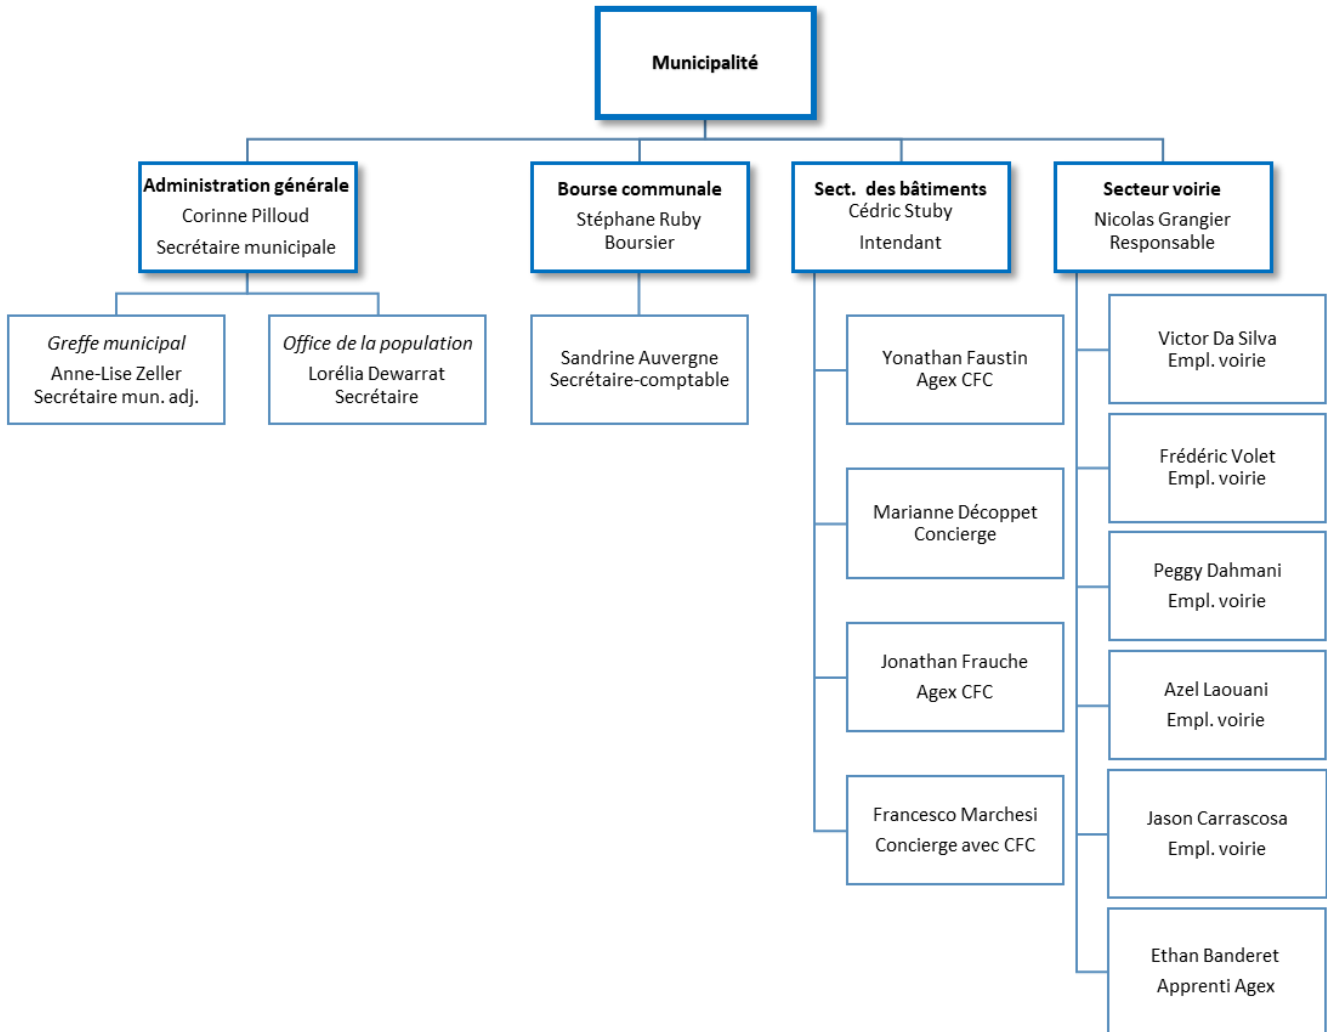 Municipalité
Administration générale
Corinne Pilloud
Secrétaire municipale
Bourse communale
Stéphane Ruby
Boursier
Sect. des bâtiments
Cédric Stuby
Intendant
Secteur voirie
Nicolas Grangier
Responsable
Greffe municipal
Anne-Lise Zeller
Secrétaire mun. adj.
Office de la population
Lorélia Dewarrat
Secrétaire
Sandrine Auvergne
Secrétaire-comptable
Yonathan Faustin
Agex CFC
Marianne Décoppet
Concierge
Jonathan Frauche
Agex CFC
Francesco Marchesi
Concierge avec CFC
Victor Da Silva
Empl. voirie
Frédéric Volet
Empl. voirie
Peggy Dahmani
Empl. voirie
Azel Laouani
Empl. voirie
Jason Carrascosa
Empl. voirie
Ethan Banderet
Apprenti Agex